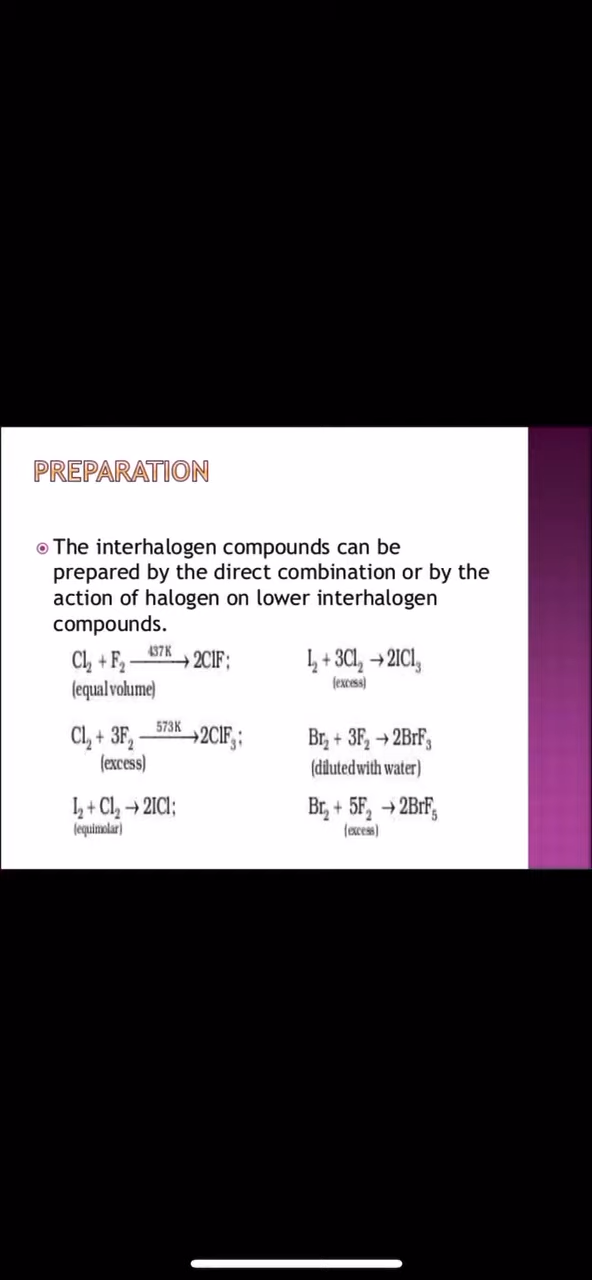 PREPARATION
The interhalogen compounds can be
prepared by the direct combination or by the
action of halogen on lower interhalogen
compounds.
Cl₂ + F₂ —437K→ 2ClF;
(equal volume)
Cl₂ + 3F₂ —573K→ 2ClF₃;
(excess)
I₂ + Cl₂ → 2ICl;
(equimolar)
I₂ + 3Cl₂ → 2ICl₃
(excess)
Br₂ + 3F₂ → 2BrF₃
(diluted with water)
Br₂ + 5F₂ → 2BrF₅
(excess)